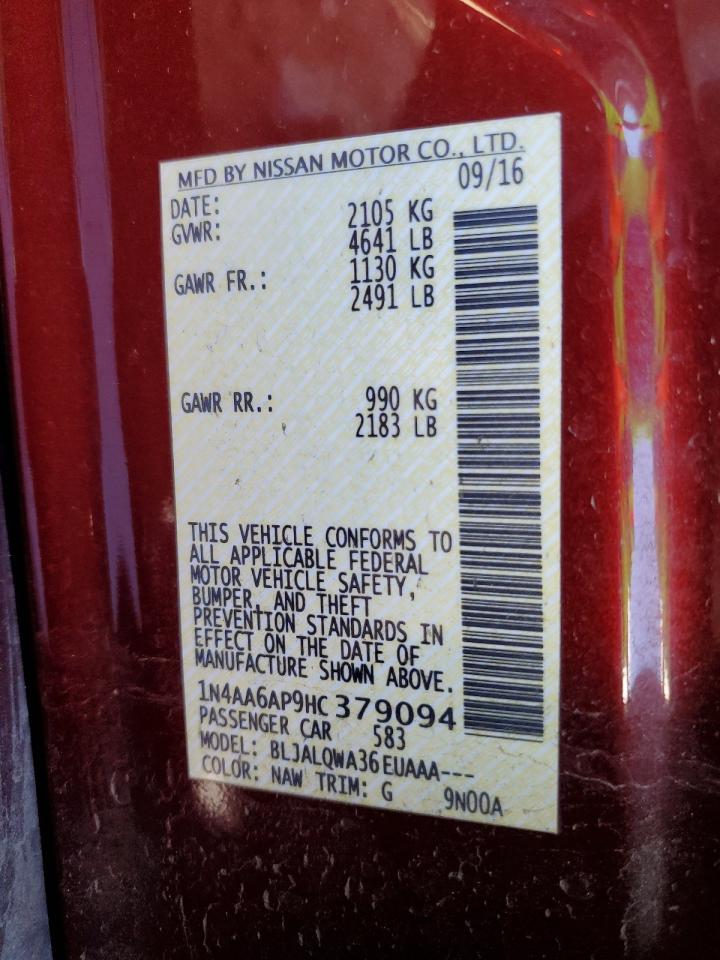 MFD BY NISSAN MOTOR CO., LTD.
DATE: 09/16
GVWR: 2105 KG
4641 LB
GAWR FR.: 1130 KG
2491 LB
GAWR RR.: 990 KG
2183 LB
THIS VEHICLE CONFORMS TO
ALL APPLICABLE FEDERAL
MOTOR VEHICLE SAFETY,
BUMPER, AND THEFT
PREVENTION STANDARDS IN
EFFECT ON THE DATE OF
MANUFACTURE SHOWN ABOVE.
1N4AA6AP9HC379094
PASSENGER CAR 583
MODEL: BLJALQWA36EUAAA---
COLOR: NAW TRIM: G 9N00A